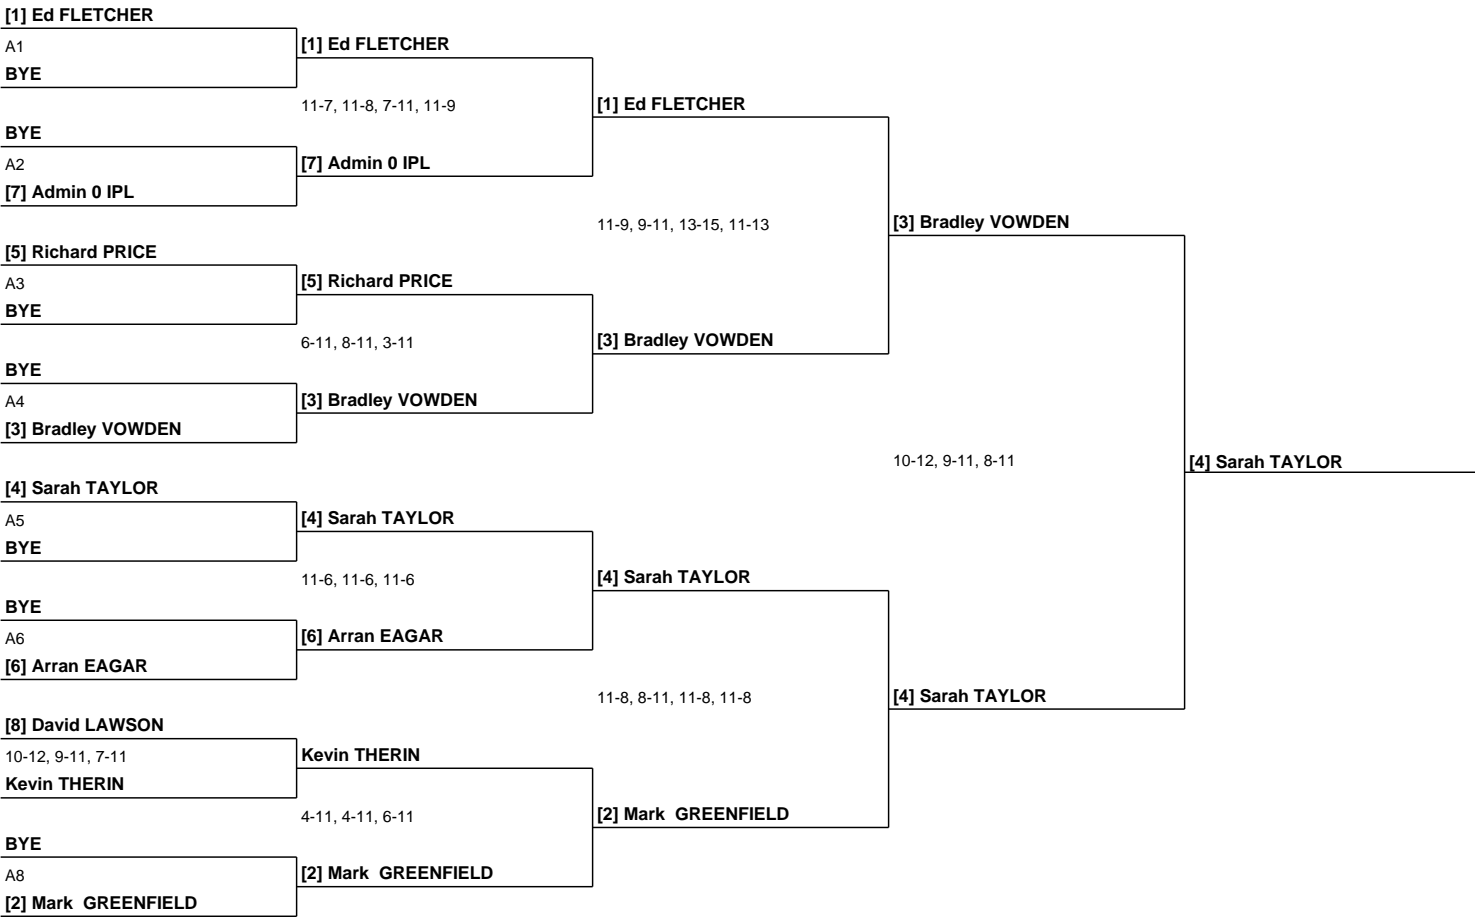 [1] Ed FLETCHER
A1
BYE
BYE
A2
[7] Admin 0 IPL
[5] Richard PRICE
A3
BYE
BYE
A4
[3] Bradley VOWDEN
[4] Sarah TAYLOR
A5
BYE
BYE
A6
[6] Arran EAGAR
[8] David LAWSON
10-12, 9-11, 7-11
Kevin THERIN
BYE
A8
[2] Mark  GREENFIELD
[1] Ed FLETCHER
11-7, 11-8, 7-11, 11-9
[7] Admin 0 IPL
[5] Richard PRICE
6-11, 8-11, 3-11
[3] Bradley VOWDEN
[4] Sarah TAYLOR
11-6, 11-6, 11-6
[6] Arran EAGAR
Kevin THERIN
4-11, 4-11, 6-11
[2] Mark  GREENFIELD
[1] Ed FLETCHER
11-9, 9-11, 13-15, 11-13
[3] Bradley VOWDEN
[4] Sarah TAYLOR
11-8, 8-11, 11-8, 11-8
[2] Mark  GREENFIELD
[3] Bradley VOWDEN
10-12, 9-11, 8-11
[4] Sarah TAYLOR
[4] Sarah TAYLOR